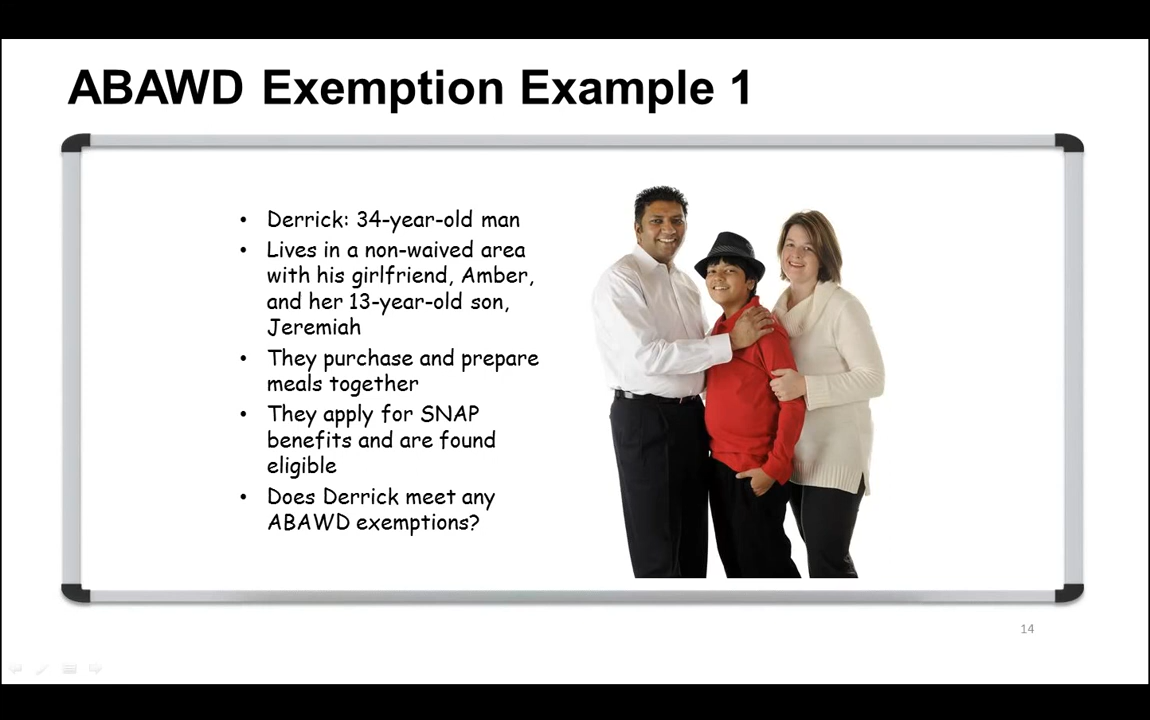 ABAWD Exemption Example 1
• Derrick: 34-year-old man
• Lives in a non-waived area
with his girlfriend, Amber,
and her 13-year-old son,
Jeremiah
• They purchase and prepare
meals together
• They apply for SNAP
benefits and are found
eligible
• Does Derrick meet any
ABAWD exemptions?
14